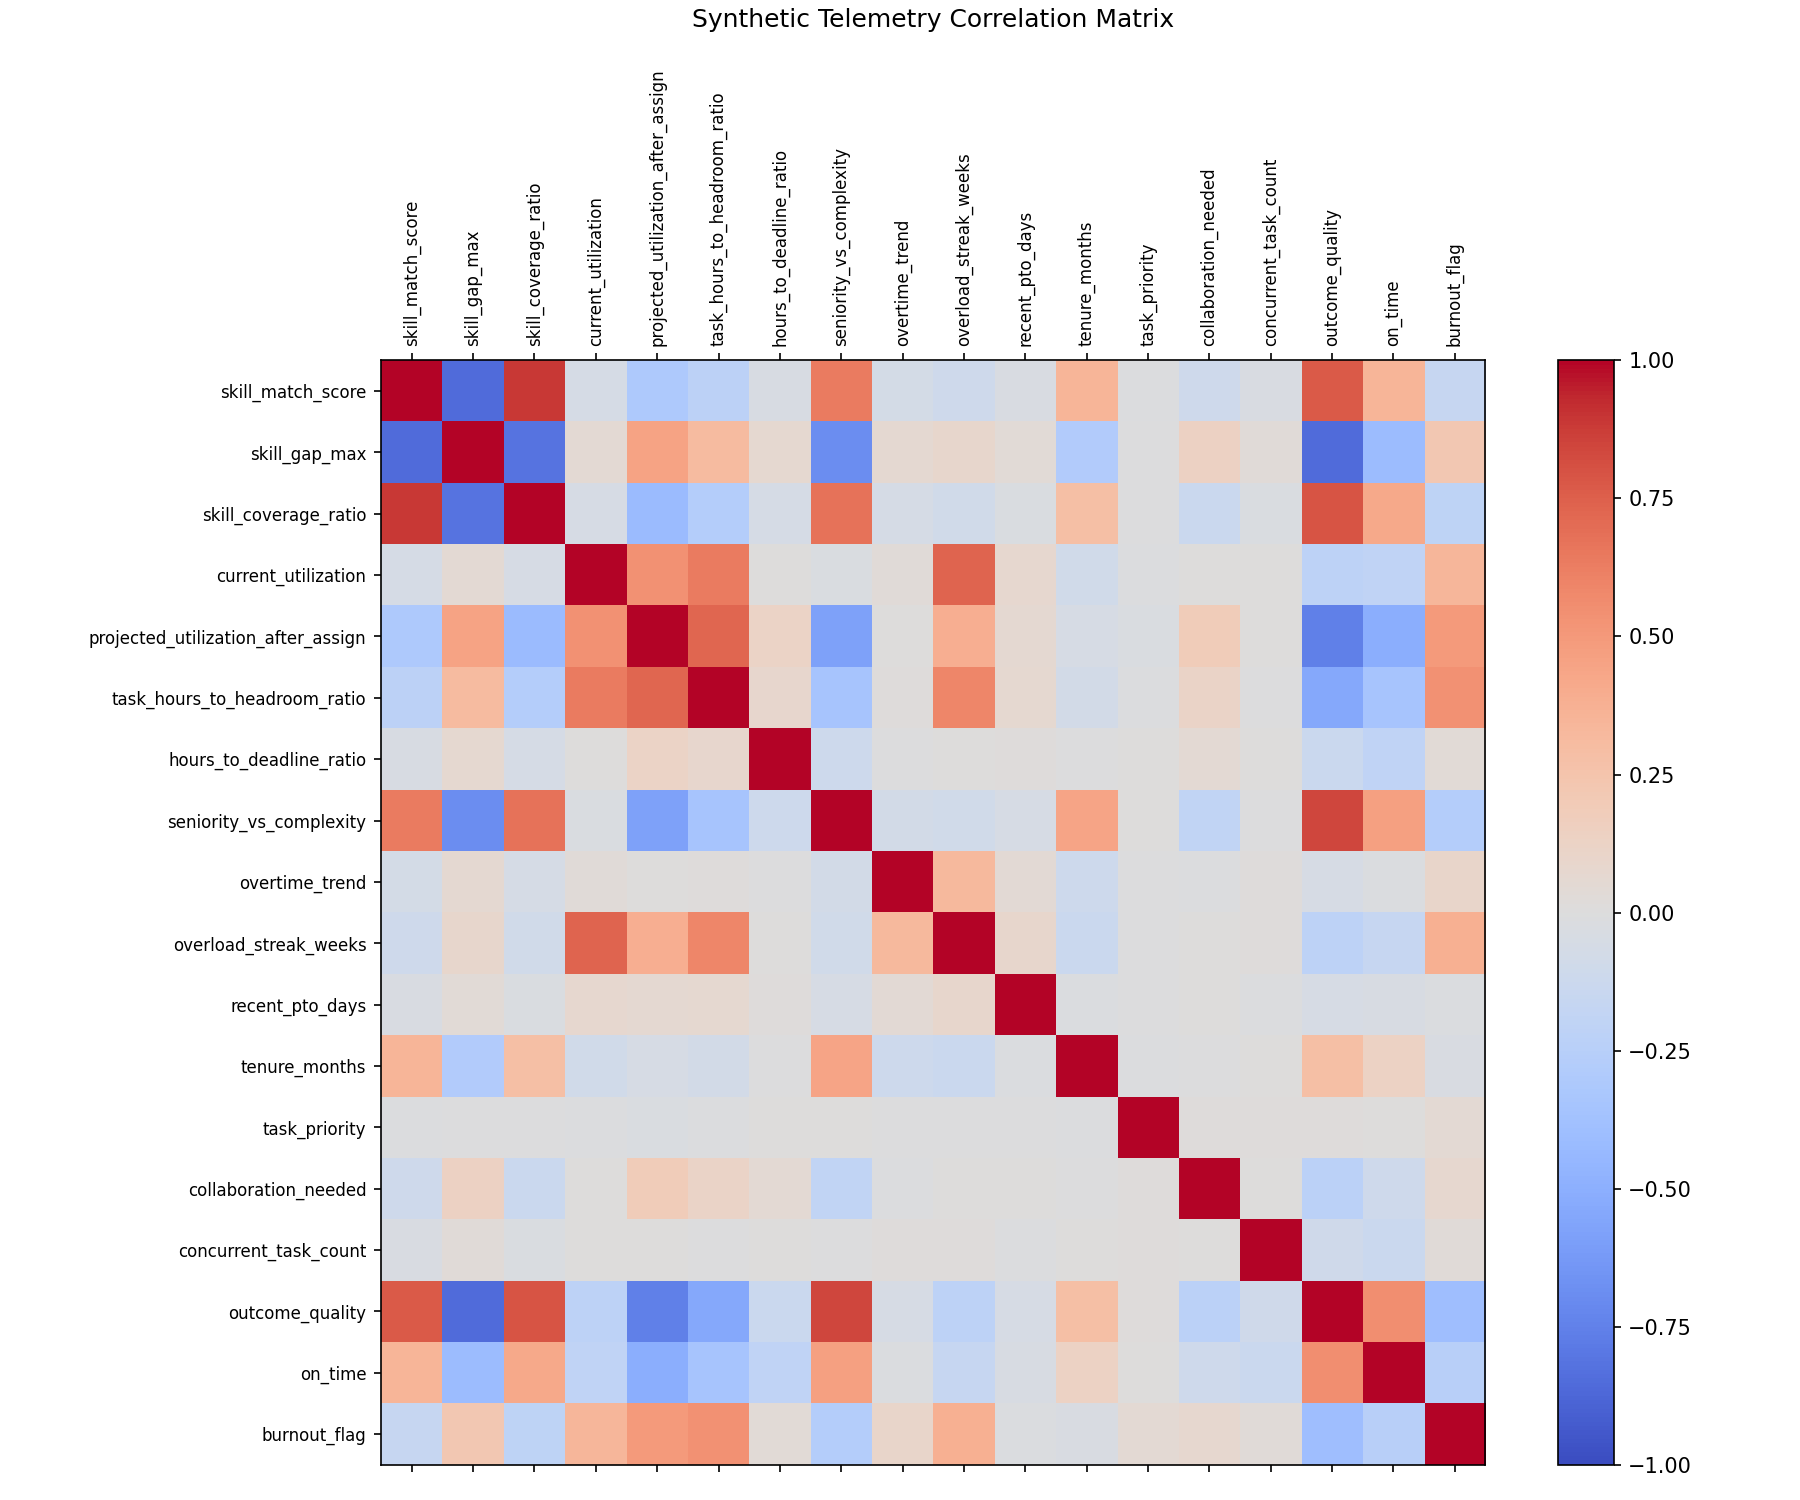 Synthetic Telemetry Correlation Matrix
skill_match_score
skill_gap_max
skill_coverage_ratio
current_utilization
projected_utilization_after_assign
task_hours_to_headroom_ratio
hours_to_deadline_ratio
seniority_vs_complexity
overtime_trend
overload_streak_weeks
recent_pto_days
tenure_months
task_priority
collaboration_needed
concurrent_task_count
outcome_quality
on_time
burnout_flag
skill_match_score
skill_gap_max
skill_coverage_ratio
current_utilization
projected_utilization_after_assign
task_hours_to_headroom_ratio
hours_to_deadline_ratio
seniority_vs_complexity
overtime_trend
overload_streak_weeks
recent_pto_days
tenure_months
task_priority
collaboration_needed
concurrent_task_count
outcome_quality
on_time
burnout_flag
1.00
0.75
0.50
0.25
0.00
−0.25
−0.50
−0.75
−1.00